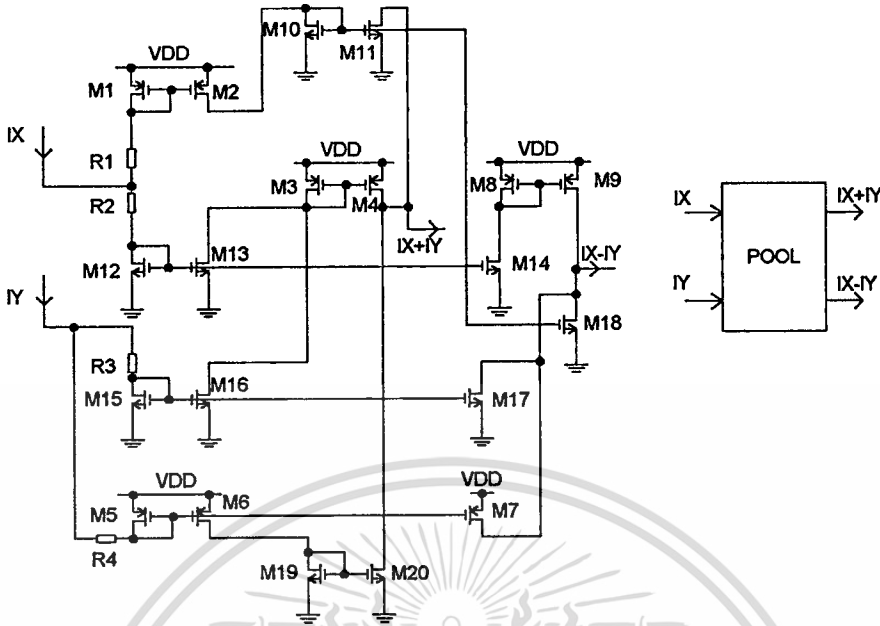 M10
M11
VDD
M1
M2
IX
R1
R2
VDD
M3
M4
VDD
M8
M9
IX+IY
IX-IY
M12
M13
M14
M18
IY
R3
M15
M16
M17
VDD
M5
M6
VDD
M7
R4
M19
M20
IX
IY
POOL
IX+IY
IX-IY